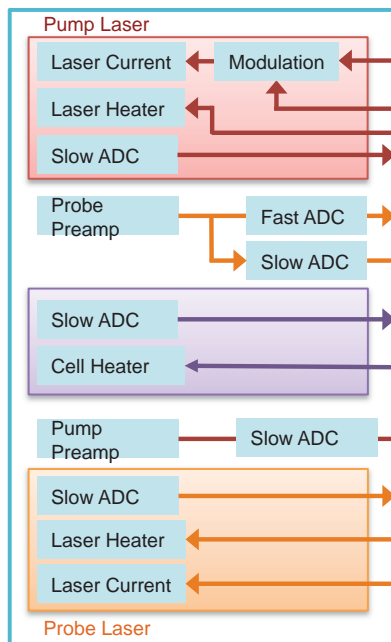 Pump Laser
Laser Current
Modulation
Laser Heater
Slow ADC
Probe
Preamp
Fast ADC
Slow ADC
Slow ADC
Cell Heater
Pump
Preamp
Slow ADC
Slow ADC
Laser Heater
Laser Current
Probe Laser